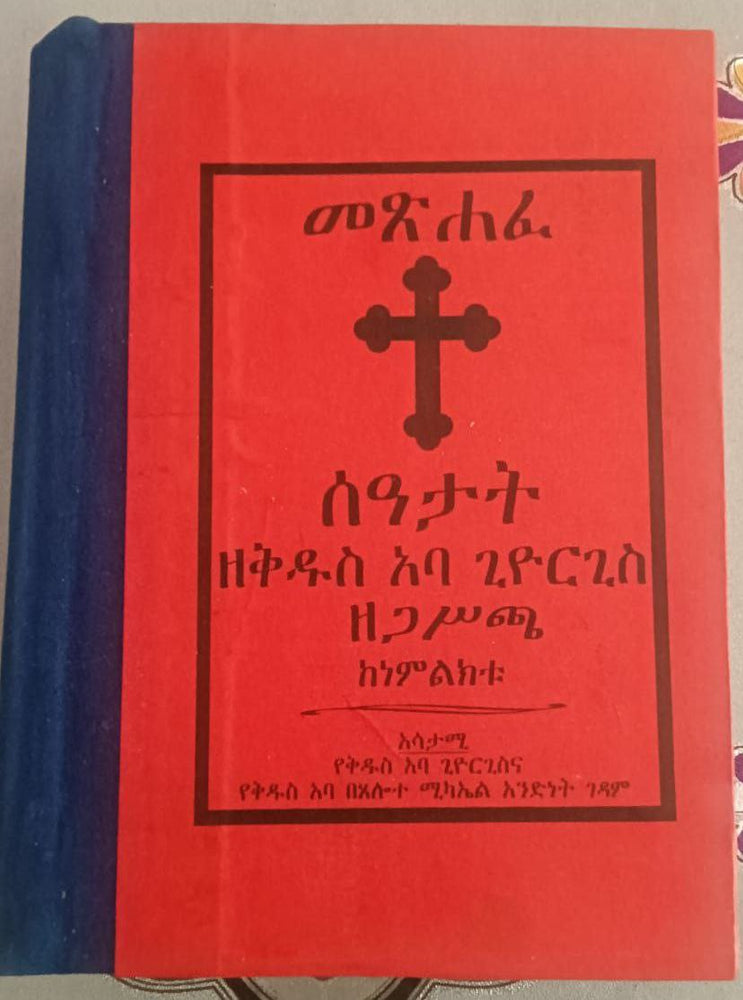 መጽሐፈ
ሰዓታት
ዘቅዱስ አባ ጊዮርጊስ
ዘጋሥጫ
ከነምልክቱ
አሳታሚ
የቅዱስ አባ ጊዮርጊስና
የቅዱስ አባ በጸሎተ ሚካኤል አንድነት ገዳም